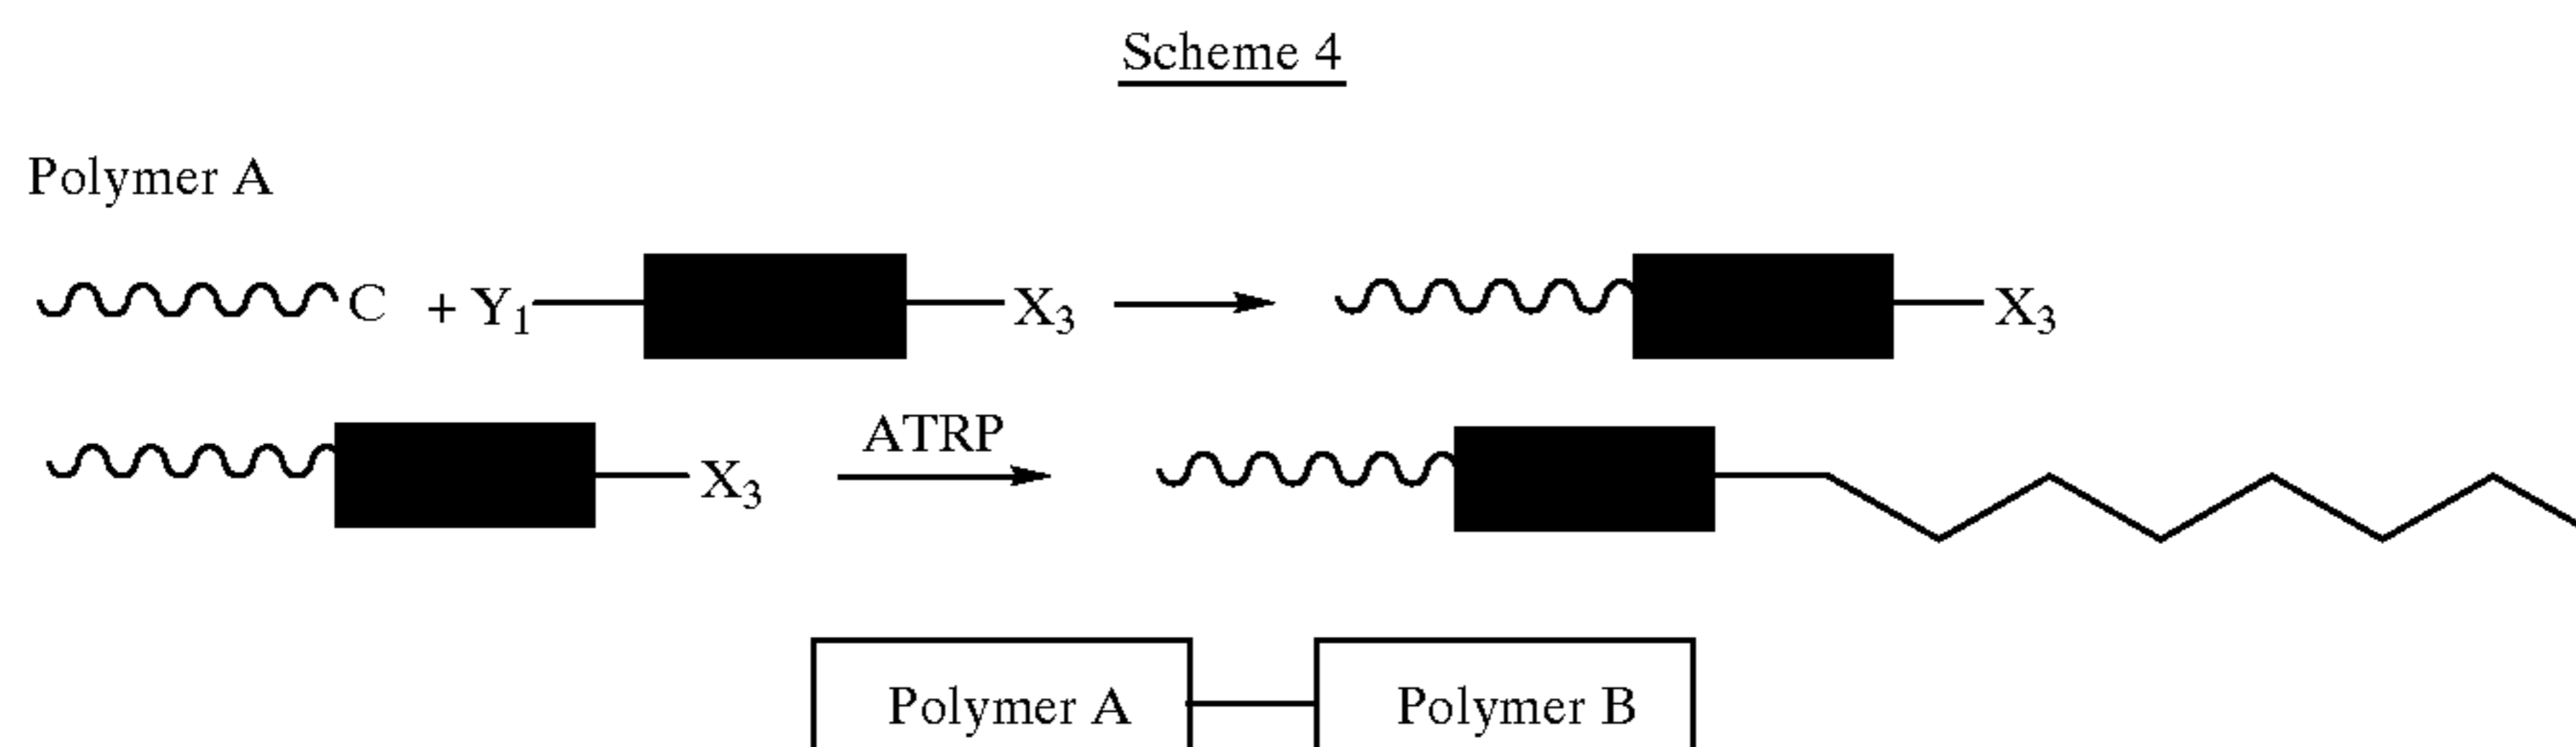 Scheme 4
Polymer A
C + Y₁ X₃ X₃
X₃ ATRP
Polymer A Polymer B